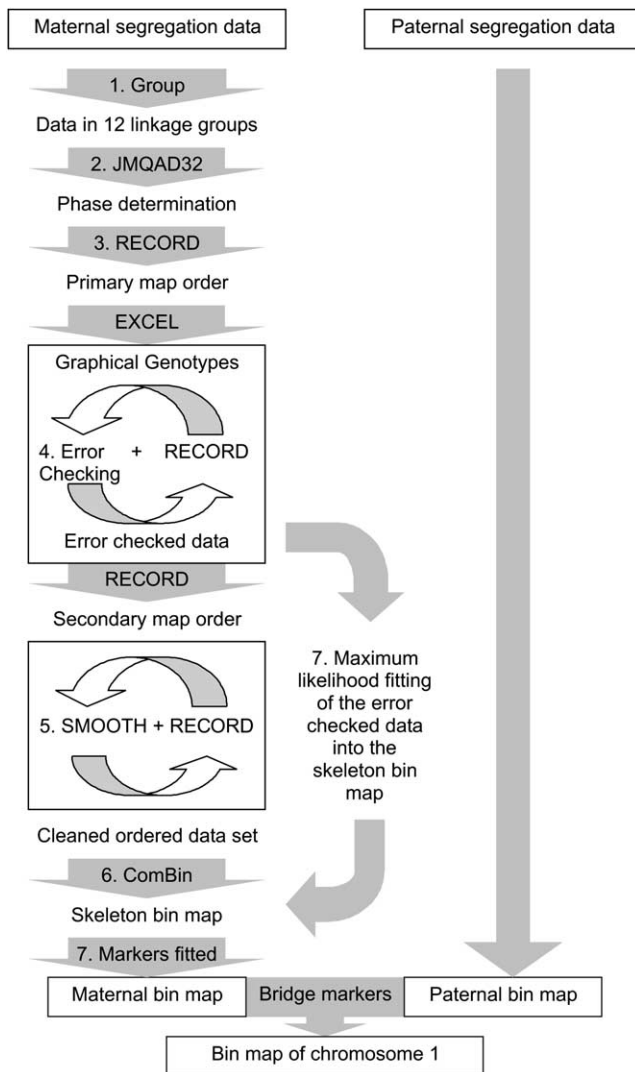 Maternal segregation data
Paternal segregation data
1. Group
Data in 12 linkage groups
2. JMQAD32
Phase determination
3. RECORD
Primary map order
EXCEL
Graphical Genotypes
4. Error + RECORD
Checking
Error checked data
RECORD
Secondary map order
5. SMOOTH + RECORD
Cleaned ordered data set
6. ComBin
Skeleton bin map
7. Markers fitted
7. Maximum
likelihood fitting
of the error
checked data
into the
skeleton bin
map
Maternal bin map
Bridge markers
Paternal bin map
Bin map of chromosome 1